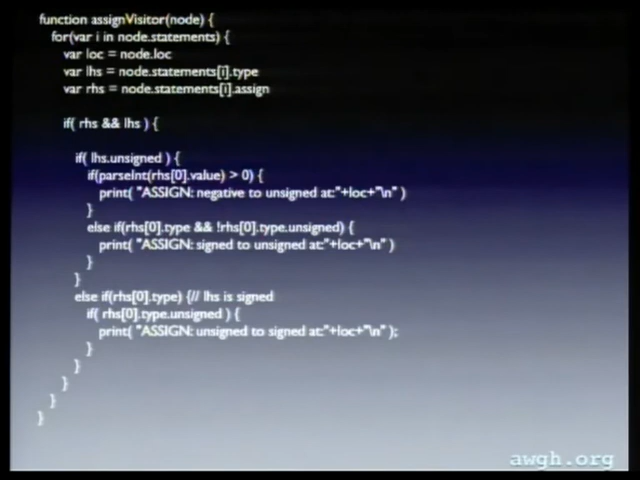 function assignVisitor(node) {
for(var i in node.statements) {
var loc = node.loc
var lhs = node.statements[i].type
var rhs = node.statements[i].assign
if( rhs && lhs ) {
if( lhs.unsigned ) {
if(parseInt(rhs[0].value) > 0) {
print( "ASSIGN: negative to unsigned at:"+loc+"\n" )
}
else if(rhs[0].type && !rhs[0].type.unsigned) {
print( "ASSIGN: signed to unsigned at:"+loc+"\n" )
}
}
else if(rhs[0].type) {// lhs is signed
if( rhs[0].type.unsigned ) {
print( "ASSIGN: unsigned to signed at:"+loc+"\n" );
}
}
}
}
}
awgh.org